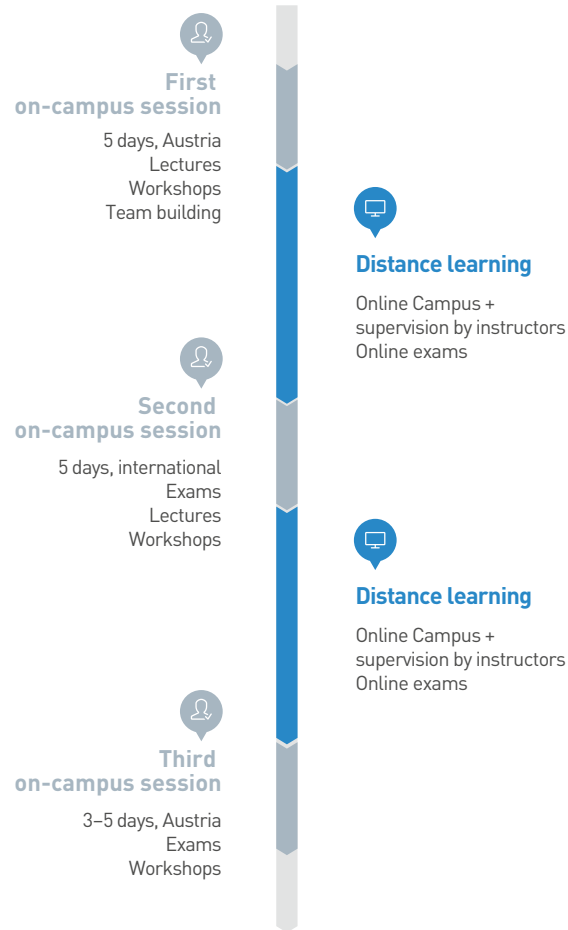 First
on-campus session
5 days, Austria
Lectures
Workshops
Team building
Distance learning
Online Campus +
supervision by instructors
Online exams
Second
on-campus session
5 days, international
Exams
Lectures
Workshops
Distance learning
Online Campus +
supervision by instructors
Online exams
Third
on-campus session
3–5 days, Austria
Exams
Workshops